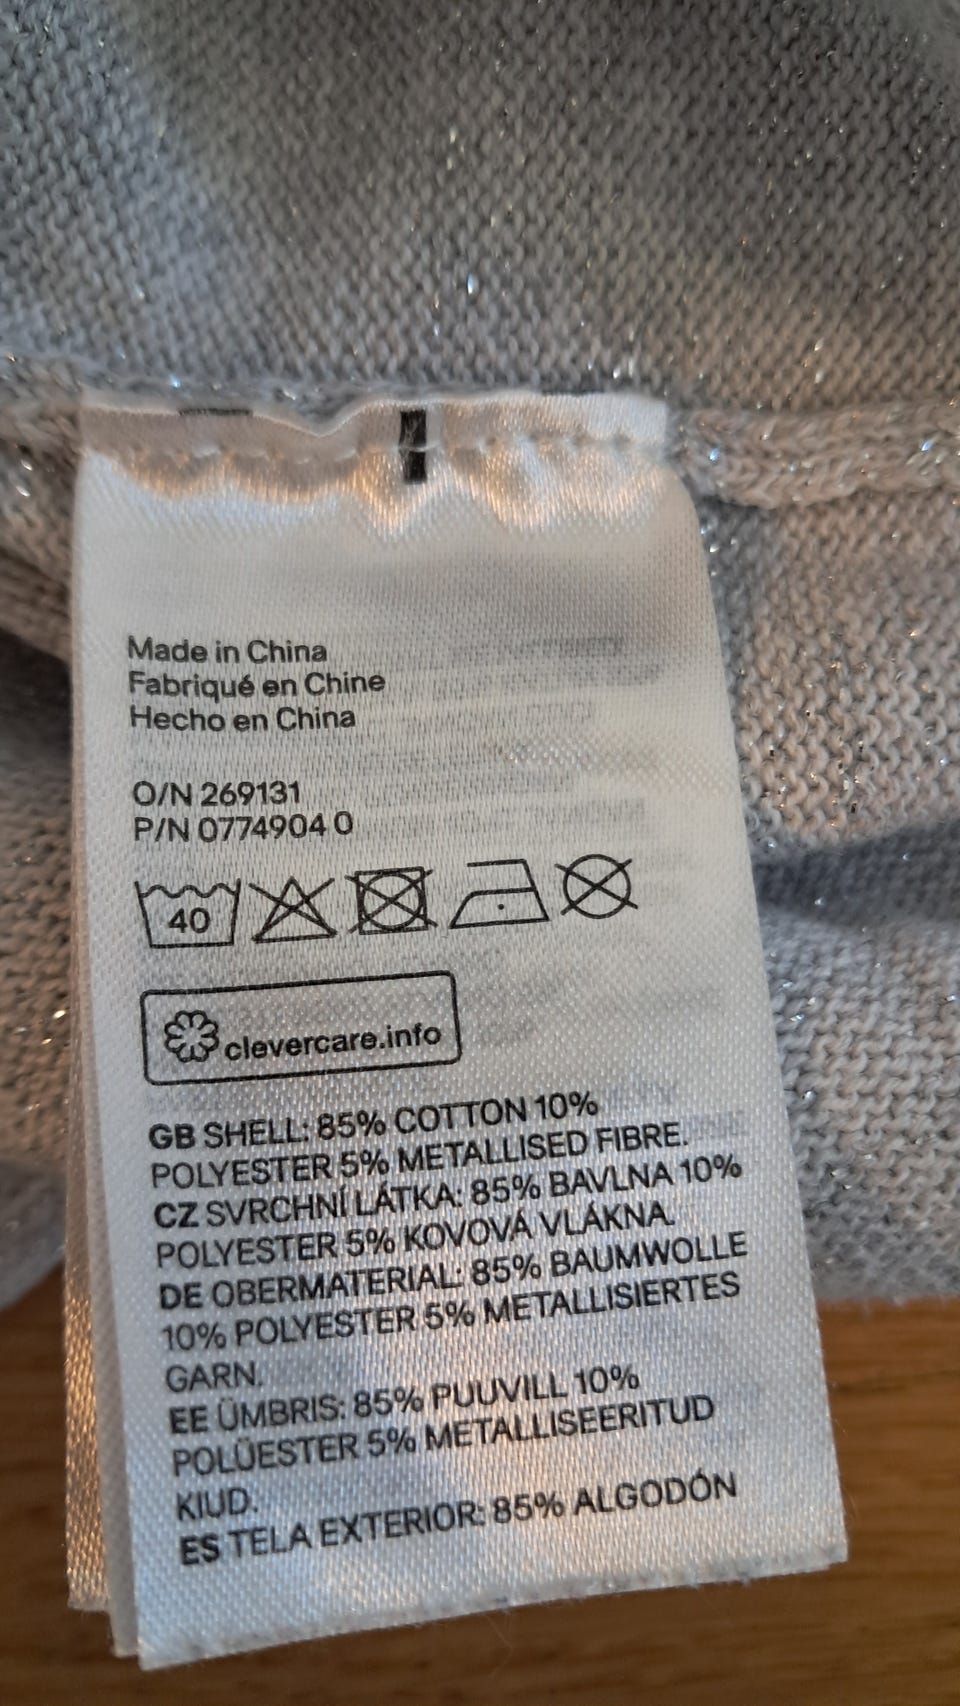 Made in China
Fabriqué en Chine
Hecho en China
O/N 269131
P/N 0774904 0
40
clevercare.info
GB SHELL: 85% COTTON 10%
POLYESTER 5% METALLISED FIBRE.
CZ SVRCHNÍ LÁTKA: 85% BAVLNA 10%
POLYESTER 5% KOVOVÁ VLÁKNA.
DE OBERMATERIAL: 85% BAUMWOLLE
10% POLYESTER 5% METALLISIERTES
GARN.
EE ÜMBRIS: 85% PUUVILL 10%
POLÜESTER 5% METALLISEERITUD
KIUD.
ES TELA EXTERIOR: 85% ALGODÓN